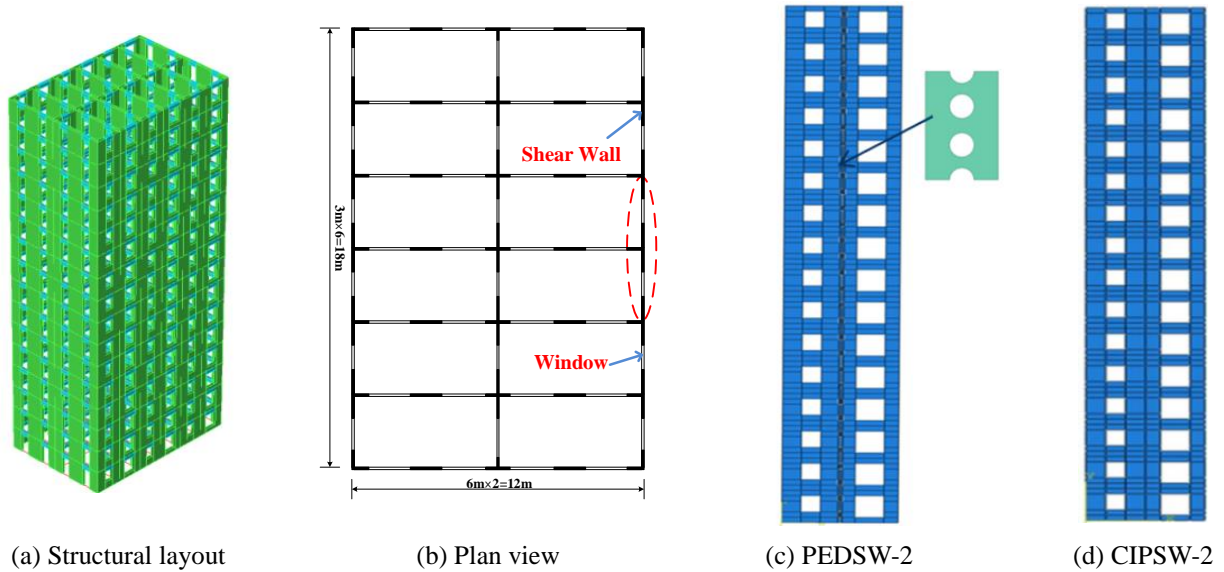 Shear Wall
3m×6=18m
Window
6m×2=12m
(a) Structural layout
(b) Plan view
(c) PEDSW-2
(d) CIPSW-2